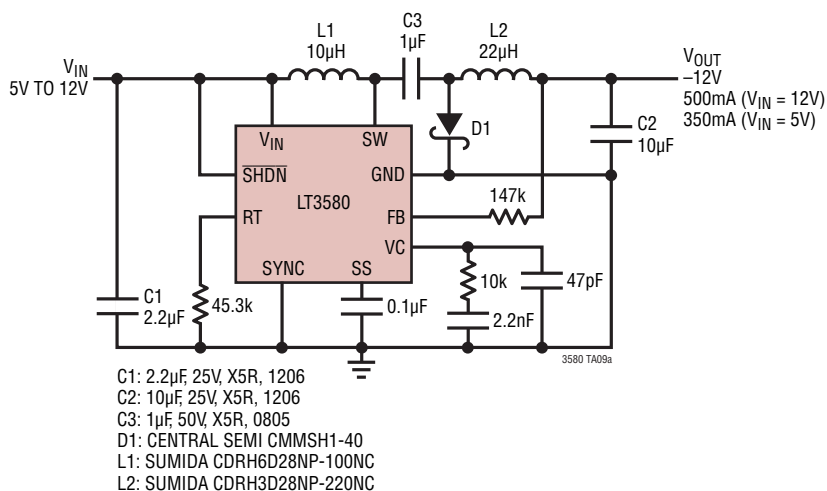 L1
10µH
C3
1µF
L2
22µH
VIN
5V TO 12V
VOUT
–12V
500mA (VIN = 12V)
350mA (VIN = 5V)
D1
C2
10µF
VIN
SW
SHDN
GND
LT3580
147k
RT
FB
VC
SYNC
SS
10k
47pF
C1
2.2µF
45.3k
0.1µF
2.2nF
3580 TA09a
C1: 2.2µF, 25V, X5R, 1206
C2: 10µF, 25V, X5R, 1206
C3: 1µF, 50V, X5R, 0805
D1: CENTRAL SEMI CMMSH1-40
L1: SUMIDA CDRH6D28NP-100NC
L2: SUMIDA CDRH3D28NP-220NC